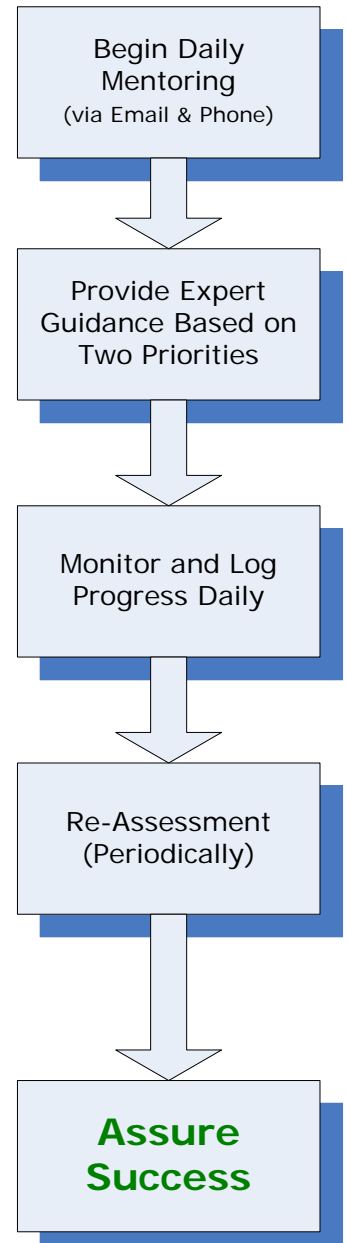 Begin Daily
Mentoring
(via Email & Phone)
Provide Expert
Guidance Based on
Two Priorities
Monitor and Log
Progress Daily
Re-Assessment
(Periodically)
Assure
Success